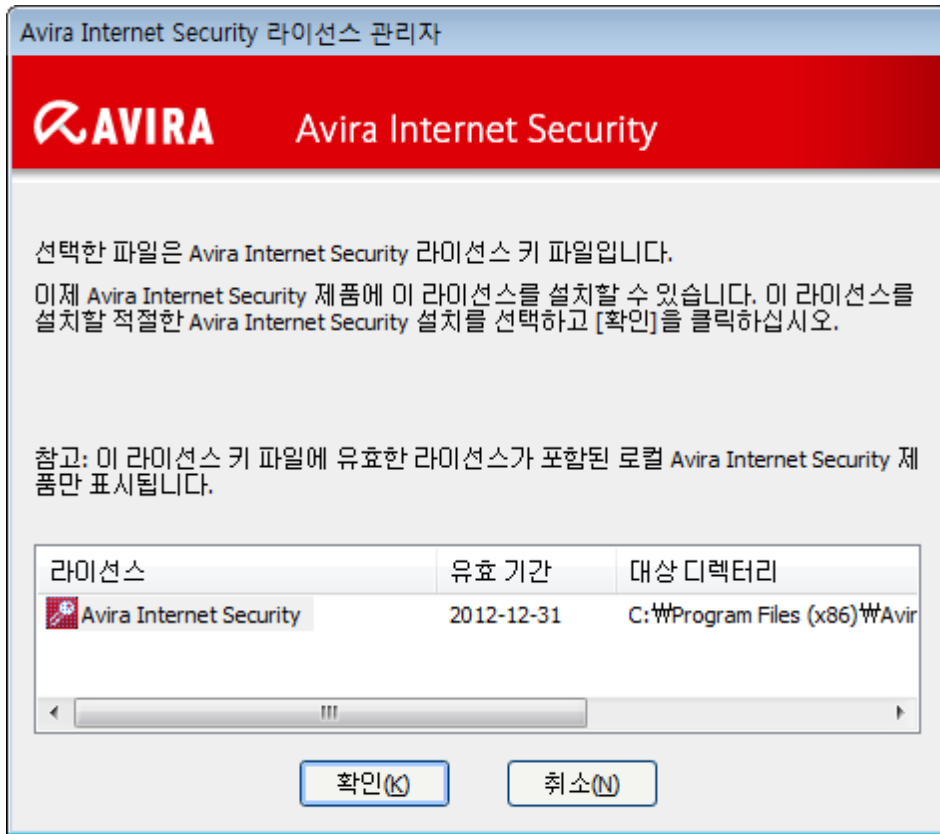 Avira Internet Security 라이선스 관리자
AVIRA Avira Internet Security
선택한 파일은 Avira Internet Security 라이선스 키 파일입니다.
이제 Avira Internet Security 제품에 이 라이선스를 설치할 수 있습니다. 이 라이선스를
설치할 적절한 Avira Internet Security 설치를 선택하고 [확인]을 클릭하십시오.
참고: 이 라이선스 키 파일에 유효한 라이선스가 포함된 로컬 Avira Internet Security 제
품만 표시됩니다.
라이선스 유효 기간 대상 디렉터리
Avira Internet Security 2012-12-31 C:₩Program Files (x86)₩Avir
확인(K) 취소(N)